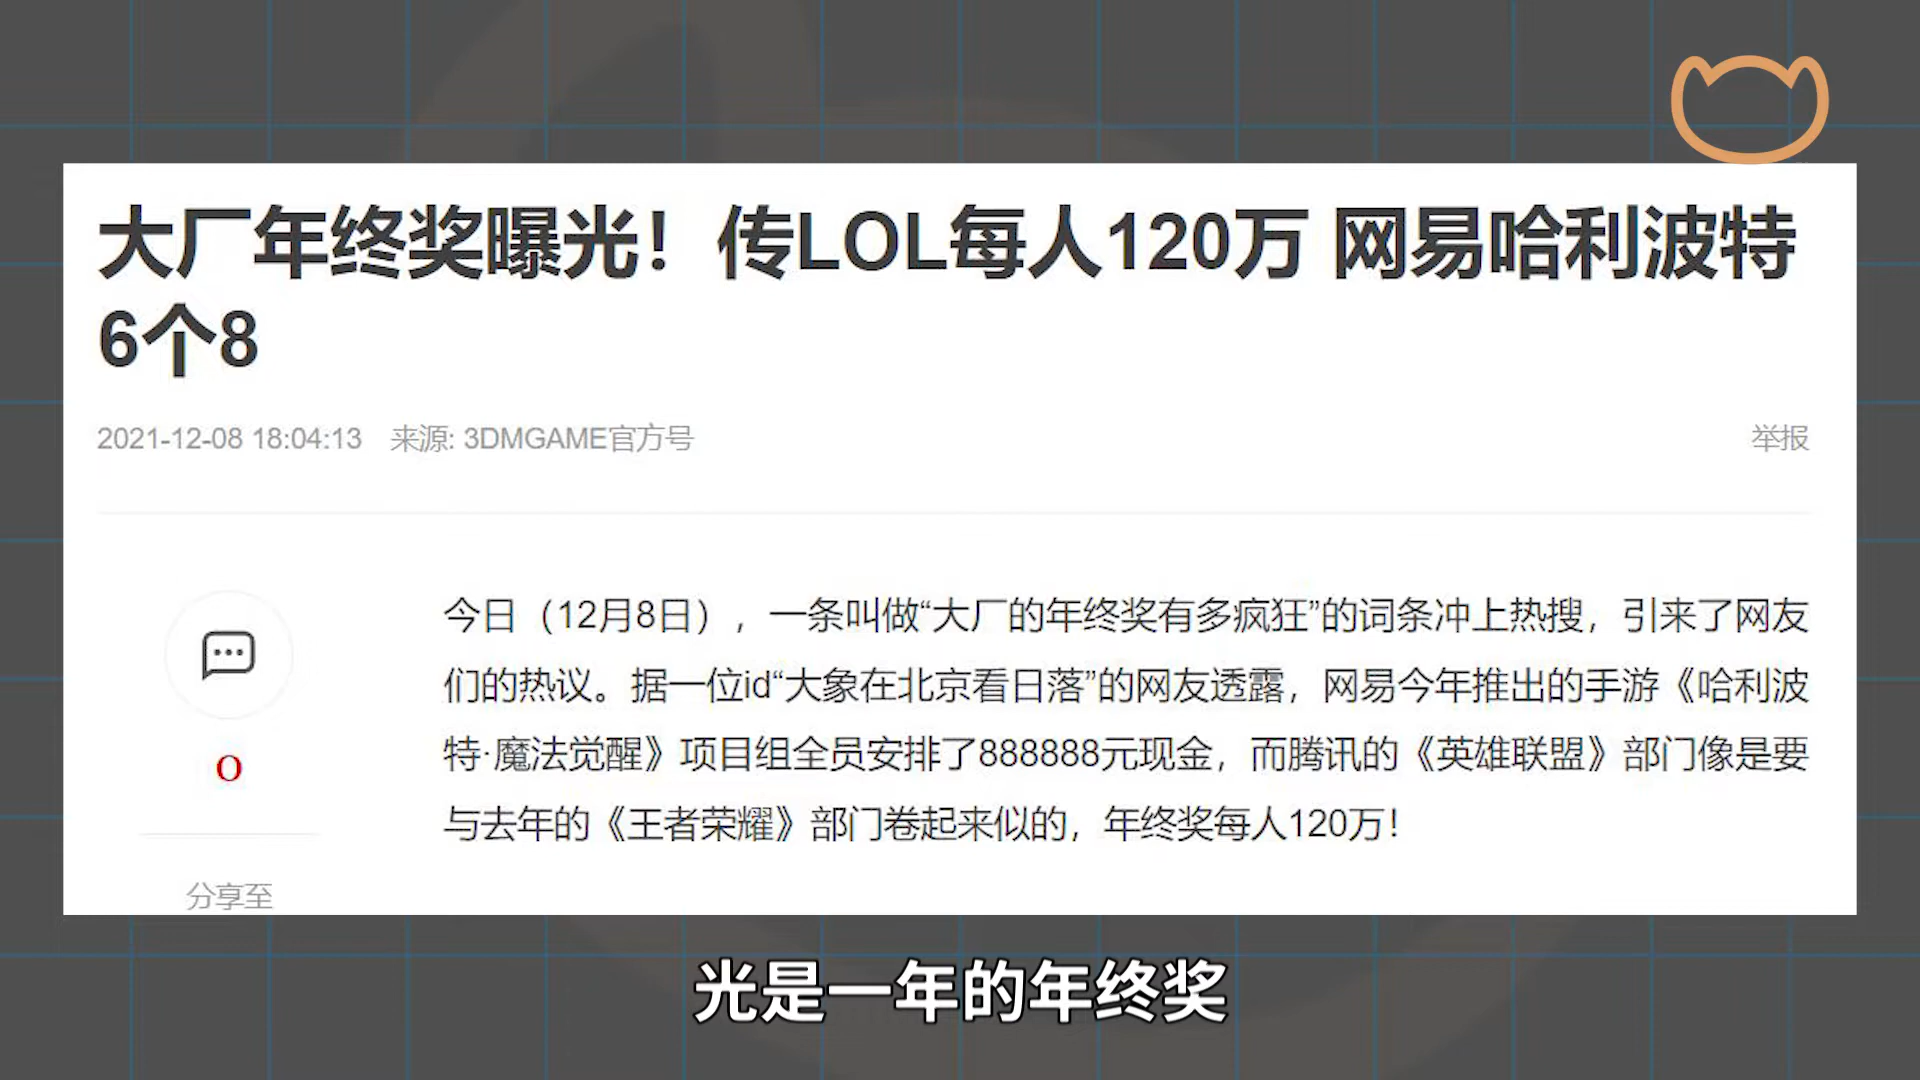 大厂年终奖曝光！传LOL每人120万 网易哈利波特
6个8
2021-12-08 18:04:13 来源: 3DMGAME官方号
举报
今日（12月8日），一条叫做“大厂的年终奖有多疯狂”的词条冲上热搜，引来了网友
们的热议。据一位id“大象在北京看日落”的网友透露，网易今年推出的手游《哈利波
特·魔法觉醒》项目组全员安排了888888元现金，而腾讯的《英雄联盟》部门像是要
与去年的《王者荣耀》部门卷起来似的，年终奖每人120万！
0
分享至
光是一年的年终奖